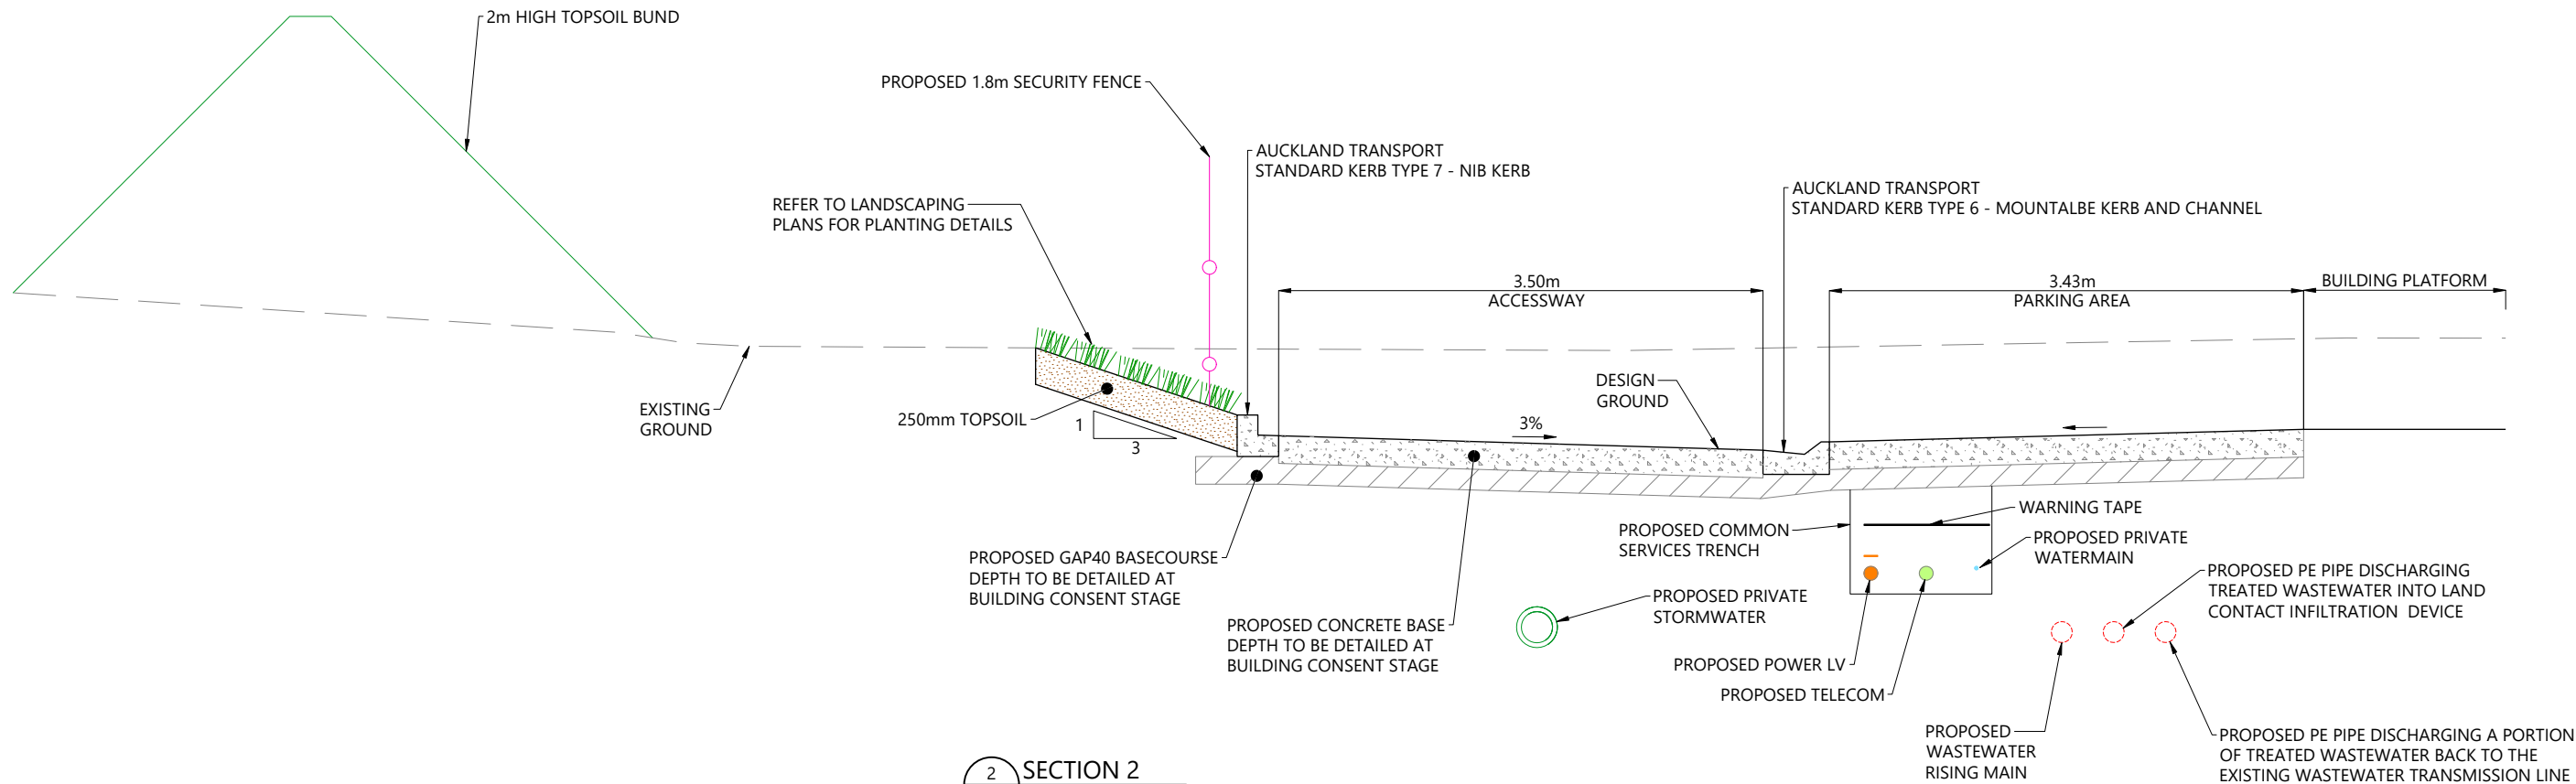 2m HIGH TOPSOIL BUND
PROPOSED 1.8m SECURITY FENCE
AUCKLAND TRANSPORT
STANDARD KERB TYPE 7 - NIB KERB
AUCKLAND TRANSPORT
STANDARD KERB TYPE 6 - MOUNTALBE KERB AND CHANNEL
REFER TO LANDSCAPING
PLANS FOR PLANTING DETAILS
3.50m
ACCESSWAY
3.43m
PARKING AREA
BUILDING PLATFORM
EXISTING
GROUND
250mm TOPSOIL
1
3
3%
DESIGN
GROUND
PROPOSED GAP40 BASECOURSE
DEPTH TO BE DETAILED AT
BUILDING CONSENT STAGE
PROPOSED CONCRETE BASE
DEPTH TO BE DETAILED AT
BUILDING CONSENT STAGE
PROPOSED PRIVATE
STORMWATER
PROPOSED COMMON
SERVICES TRENCH
WARNING TAPE
PROPOSED PRIVATE
WATERMAIN
PROPOSED POWER LV
PROPOSED TELECOM
PROPOSED PE PIPE DISCHARGING
TREATED WASTEWATER INTO LAND
CONTACT INFILTRATION DEVICE
PROPOSED
WASTEWATER
RISING MAIN
PROPOSED PE PIPE DISCHARGING A PORTION
OF TREATED WASTEWATER BACK TO THE
EXISTING WASTEWATER TRANSMISSION LINE
2 SECTION 2